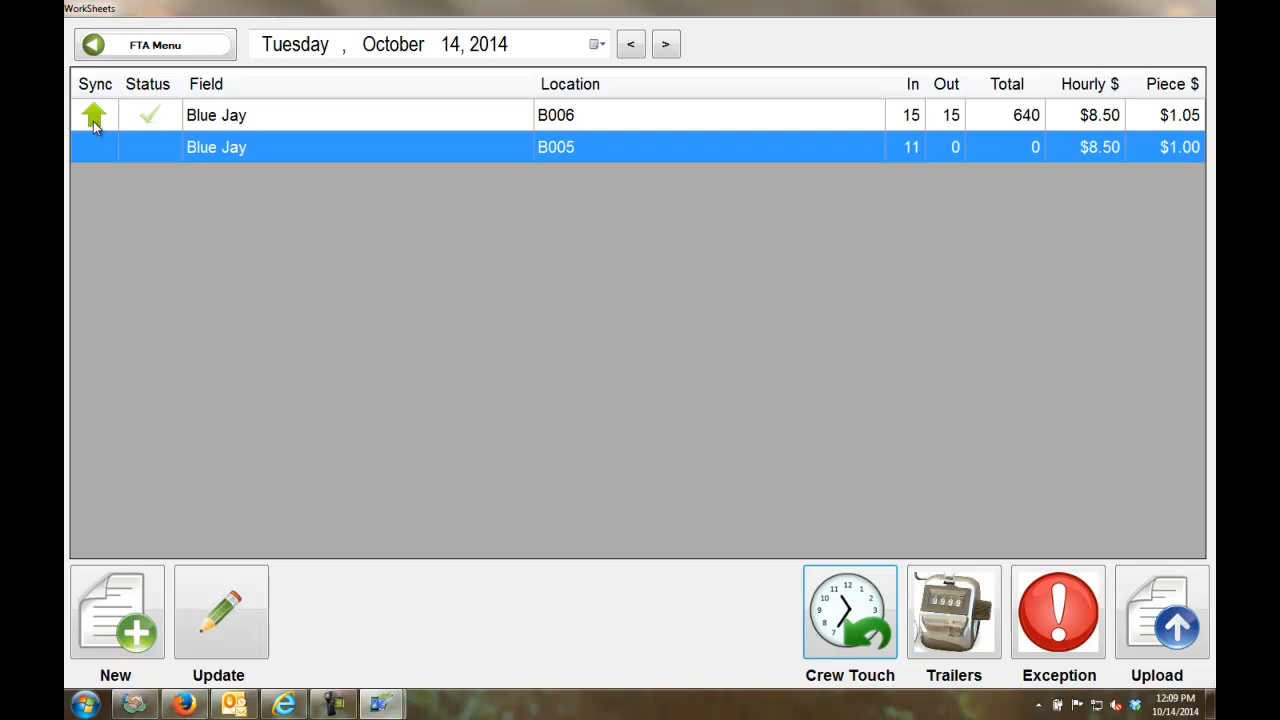 WorkSheets
FTA Menu Tuesday , October 14, 2014 < >
Sync Status Field Location In Out Total Hourly $ Piece $
Blue Jay B006 15 15 640 $8.50 $1.05
Blue Jay B005 11 0 0 $8.50 $1.00
New Update Crew Touch Trailers Exception Upload
12:09 PM
10/14/2014